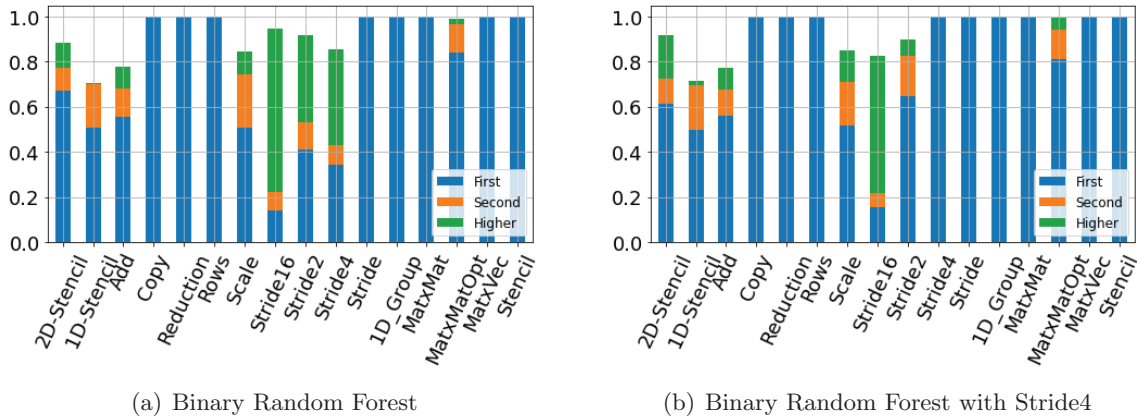 1.0
0.8
0.6
0.4
0.2
0.0
First
Second
Higher
2D-Stencil
1D-Stencil
Add
Copy
Reduction
Rows
Scale
Stride16
Stride2
Stride4
Stride
1D_Group
MatxMat
MatxMatOpt
MatxVec
Stencil
(a) Binary Random Forest
1.0
0.8
0.6
0.4
0.2
0.0
First
Second
Higher
2D-Stencil
1D-Stencil
Add
Copy
Reduction
Rows
Scale
Stride16
Stride2
Stride4
Stride
1D_Group
MatxMat
MatxMatOpt
MatxVec
Stencil
(b) Binary Random Forest with Stride4